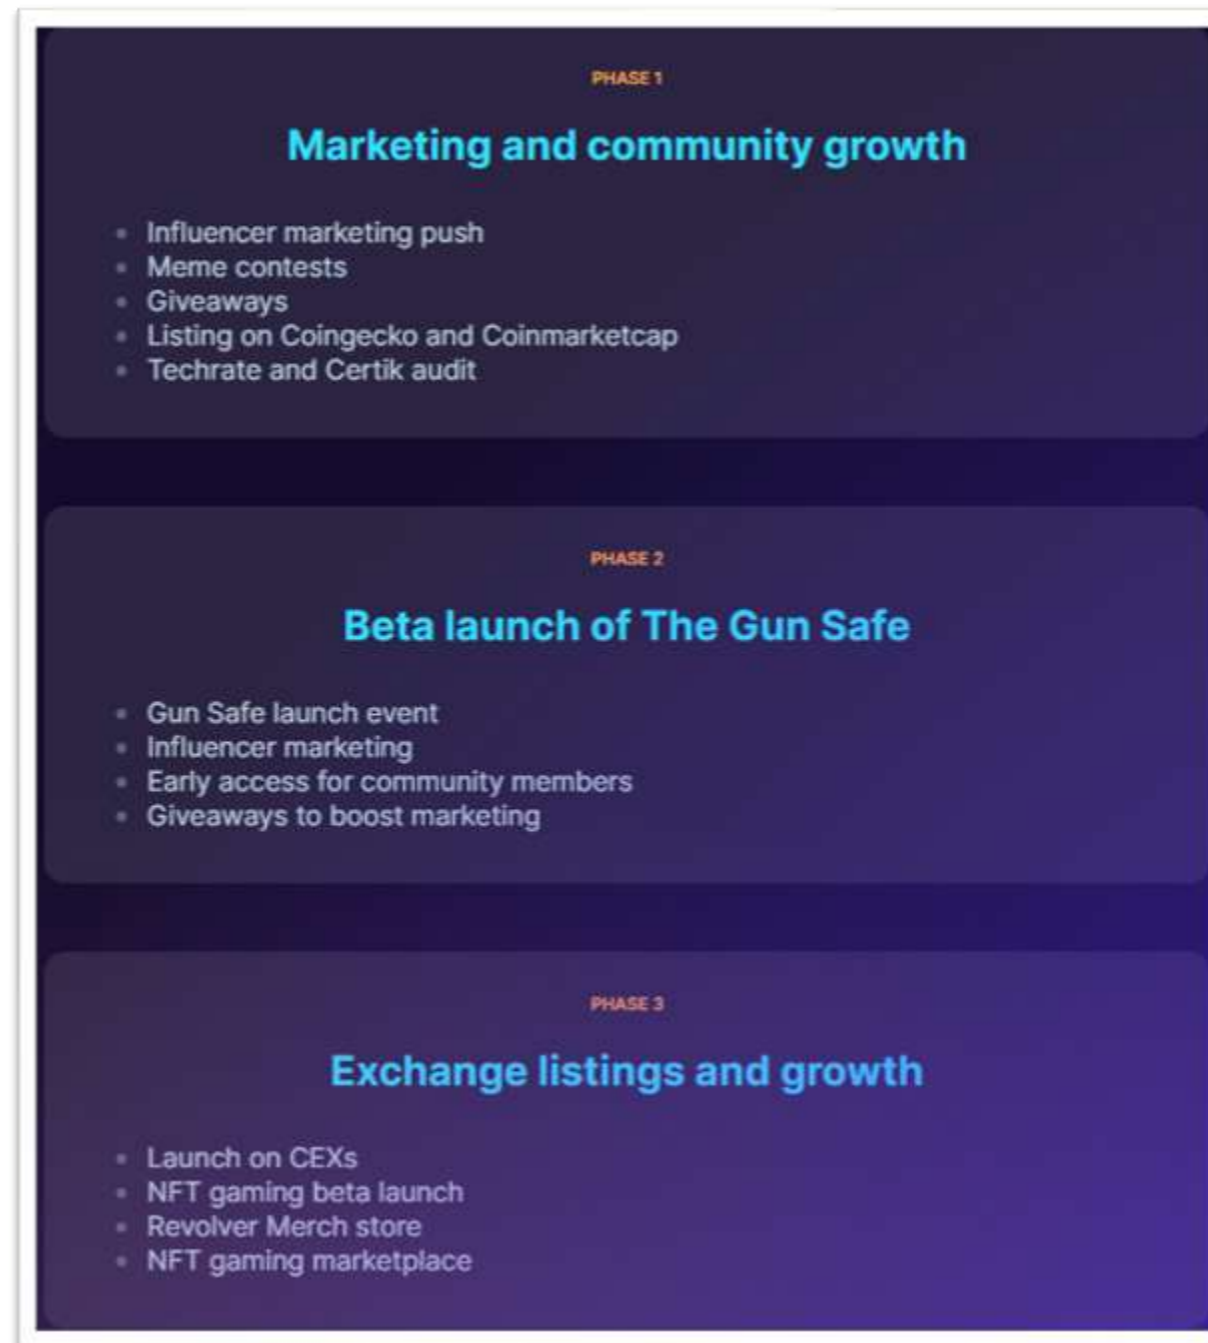 PHASE 1
Marketing and community growth
Influencer marketing push
Meme contests
Giveaways
Listing on Coingecko and Coinmarketcap
Techrate and Certik audit
PHASE 2
Beta launch of The Gun Safe
Gun Safe launch event
Influencer marketing
Early access for community members
Giveaways to boost marketing
PHASE 3
Exchange listings and growth
Launch on CEXs
NFT gaming beta launch
Revolver Merch store
NFT gaming marketplace